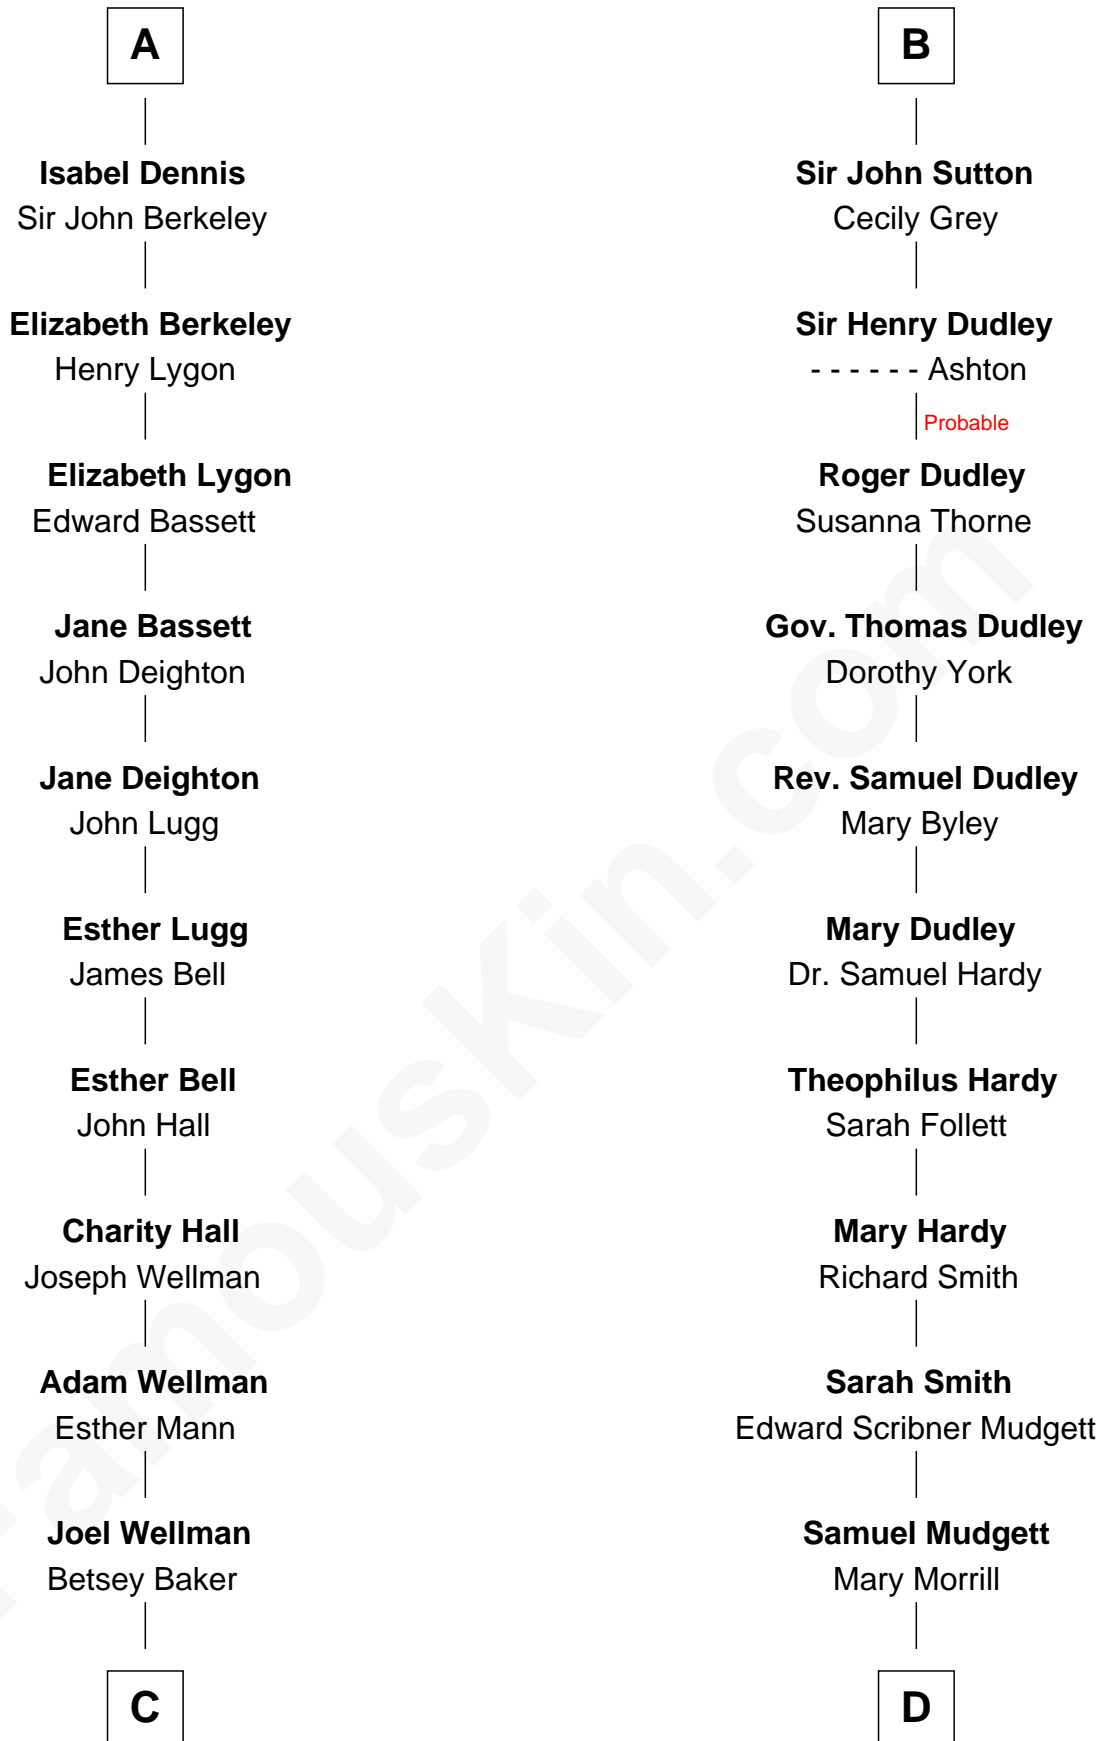 A
Isabel Dennis
Sir John Berkeley
Elizabeth Berkeley
Henry Lygon
Elizabeth Lygon
Edward Bassett
Jane Bassett
John Deighton
Jane Deighton
John Lugg
Esther Lugg
James Bell
Esther Bell
John Hall
Charity Hall
Joseph Wellman
Adam Wellman
Esther Mann
Joel Wellman
Betsey Baker
C
B
Sir John Sutton
Cecily Grey
Sir Henry Dudley
- - - - - - Ashton
Probable
Roger Dudley
Susanna Thorne
Gov. Thomas Dudley
Dorothy York
Rev. Samuel Dudley
Mary Byley
Mary Dudley
Dr. Samuel Hardy
Theophilus Hardy
Sarah Follett
Mary Hardy
Richard Smith
Sarah Smith
Edward Scribner Mudgett
Samuel Mudgett
Mary Morrill
D
FamousKin.com